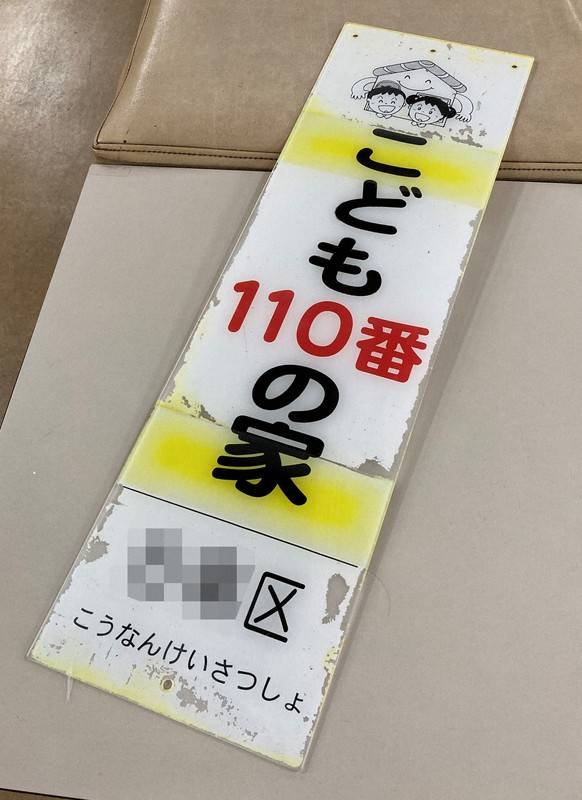 こども
110番
の家
区
こうなんけいさつしょ